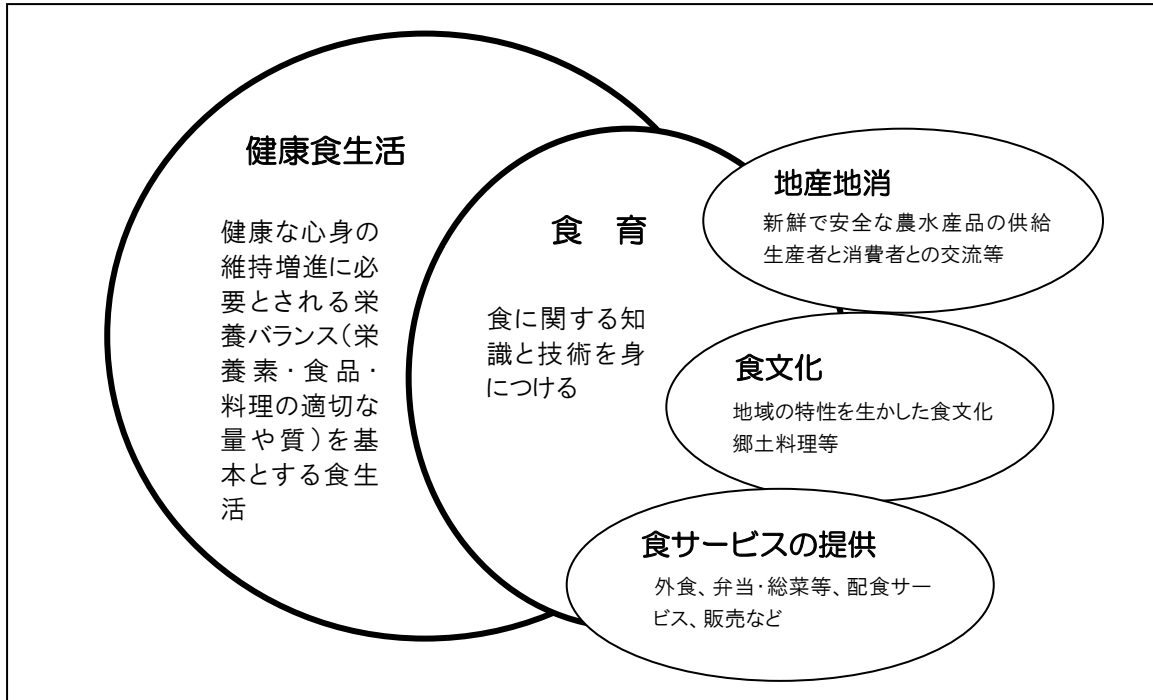 健康食生活
健康な心身の
維持増進に必
要とされる栄
養バランス（栄
養素・食品・
料理の適切な
量や質）を基
本とする食生
活
食　育
食に関する知
識と技術を身
につける
地産地消
新鮮で安全な農水産品の供給
生産者と消費者との交流等
食文化
地域の特性を生かした食文化
郷土料理等
食サービスの提供
外食、弁当・総菜等、配食サー
ビス、販売など